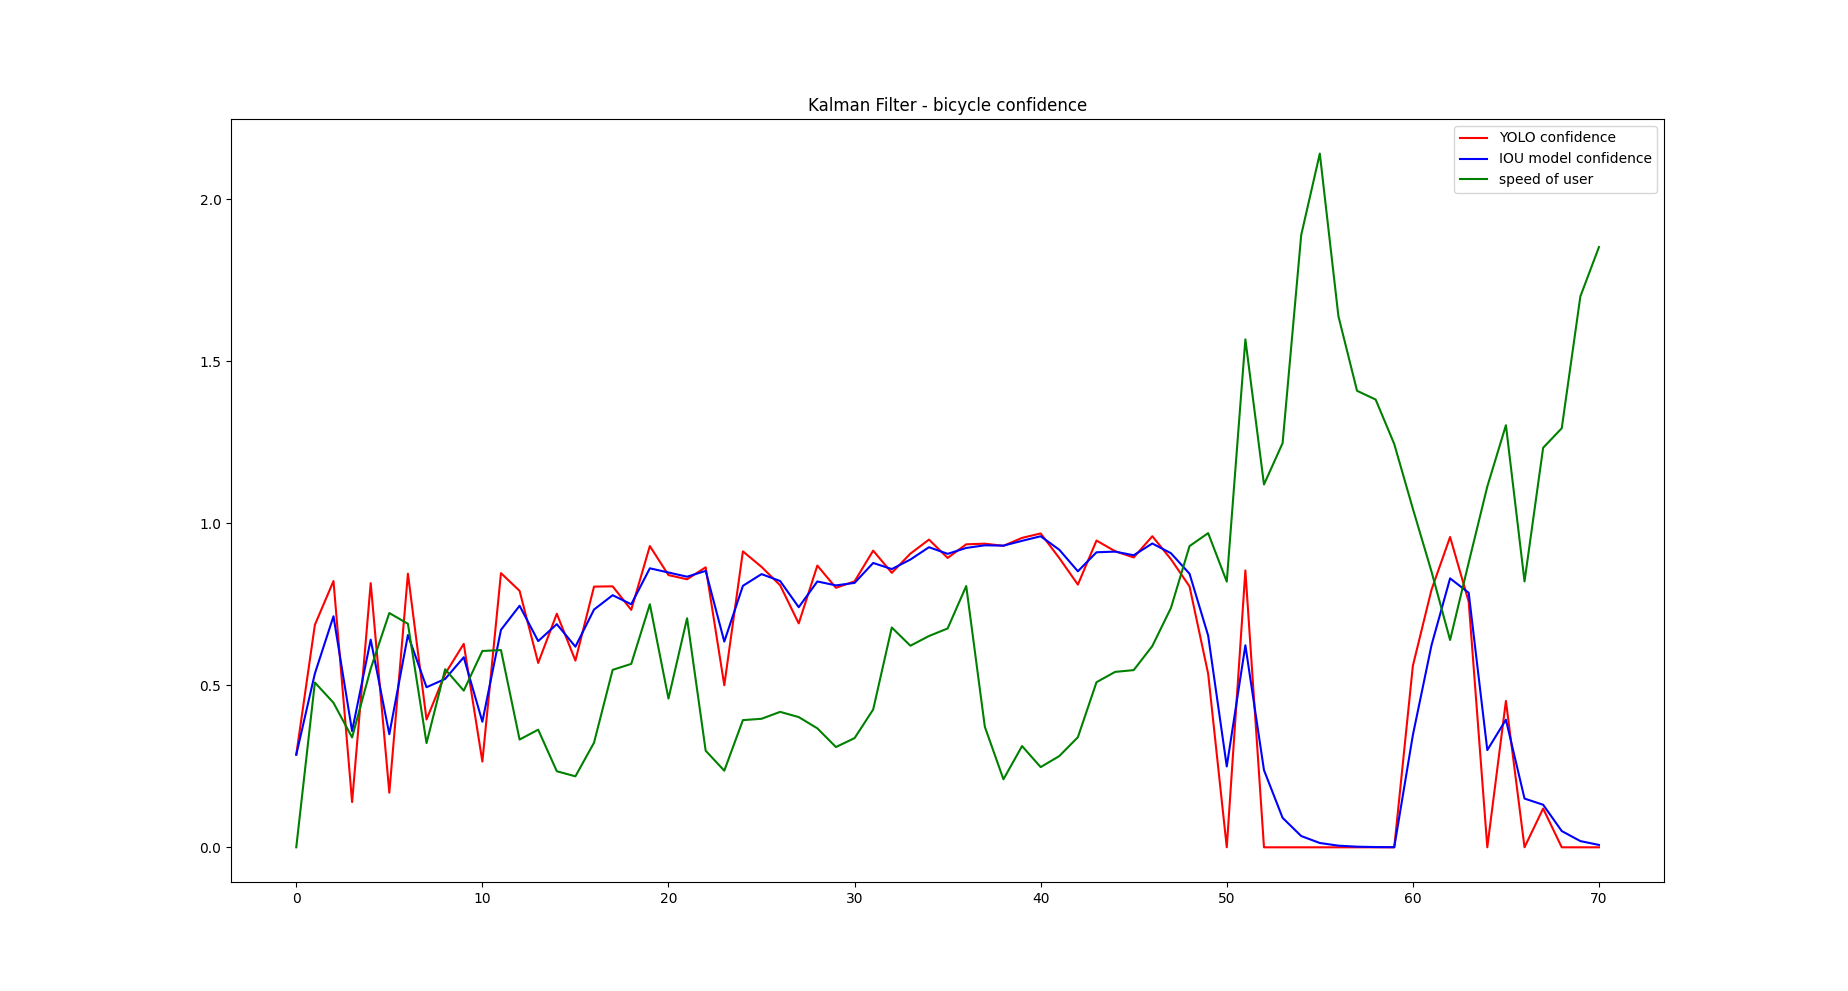 Kalman Filter - bicycle confidence
YOLO confidence
IOU model confidence
speed of user
2.0
1.5
1.0
0.5
0.0
0 10 20 30 40 50 60 70